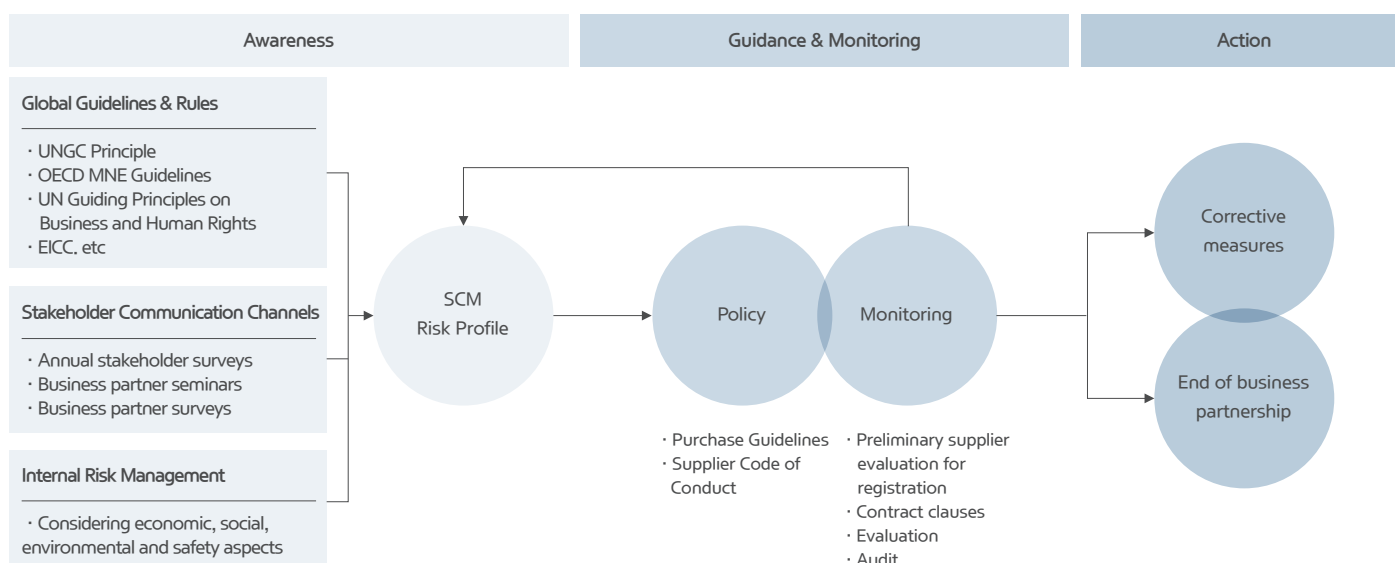 Awareness
Guidance & Monitoring
Action
Global Guidelines & Rules
· UNGC Principle
· OECD MNE Guidelines
· UN Guiding Principles on
Business and Human Rights
· EICC, etc
Stakeholder Communication Channels
· Annual stakeholder surveys
· Business partner seminars
· Business partner surveys
Internal Risk Management
· Considering economic, social,
environmental and safety aspects
SCM
Risk Profile
Policy
Monitoring
· Purchase Guidelines
· Supplier Code of
Conduct
· Preliminary supplier
evaluation for
registration
· Contract clauses
· Evaluation
· Audit
Corrective
measures
End of business
partnership